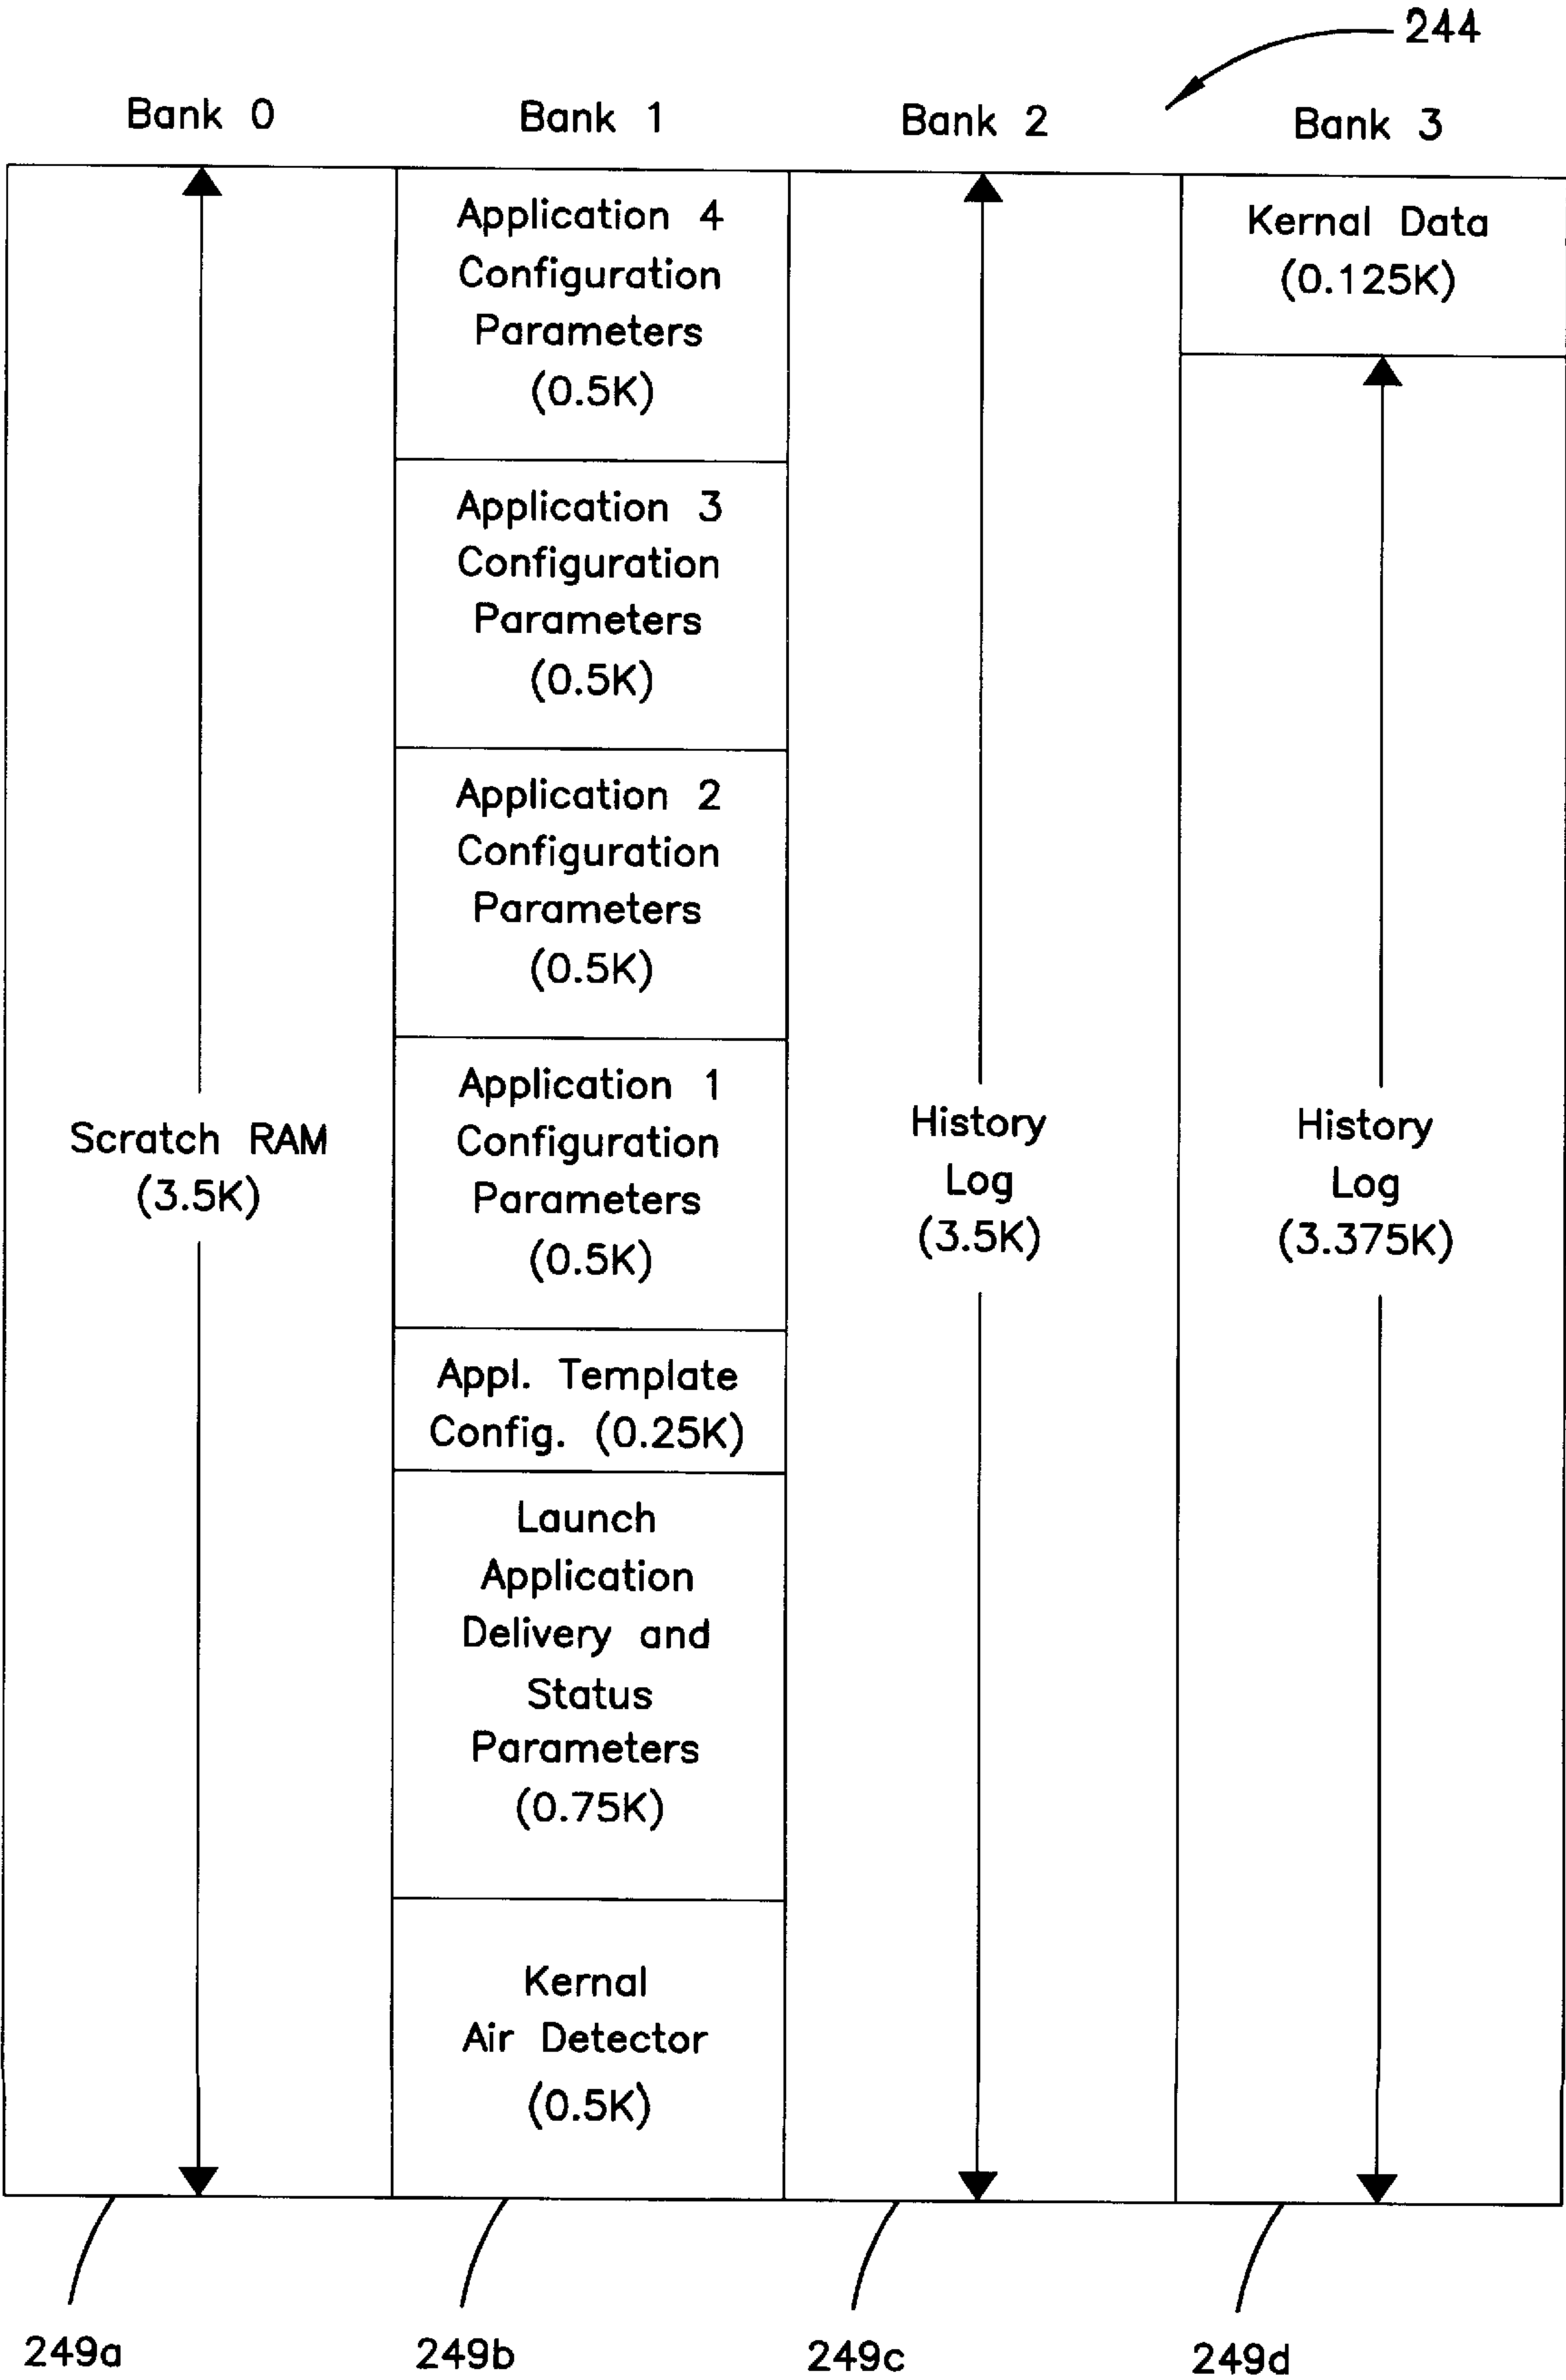 244
Bank 0
Bank 1
Bank 2
Bank 3
Scratch RAM
(3.5K)
Application 4
Configuration
Parameters
(0.5K)
Application 3
Configuration
Parameters
(0.5K)
Application 2
Configuration
Parameters
(0.5K)
Application 1
Configuration
Parameters
(0.5K)
Appl. Template
Config. (0.25K)
Launch
Application
Delivery and
Status
Parameters
(0.75K)
Kernal
Air Detector
(0.5K)
History
Log
(3.5K)
Kernal Data
(0.125K)
History
Log
(3.375K)
249a
249b
249c
249d